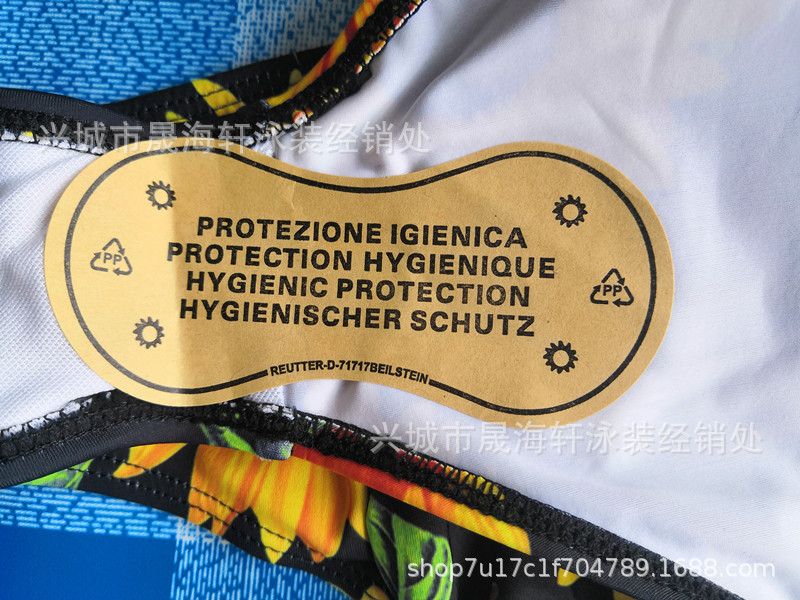 兴城市晟海轩泳装经销处
PROTEZIONE IGIENICA
PROTECTION HYGIENIQUE
HYGIENIC PROTECTION
HYGIENISCHER SCHUTZ
PP
PP
REUTTER-D-71717BEILSTEIN
兴城市晟海轩泳装经销处
shop7u17c1f704789.1688.com